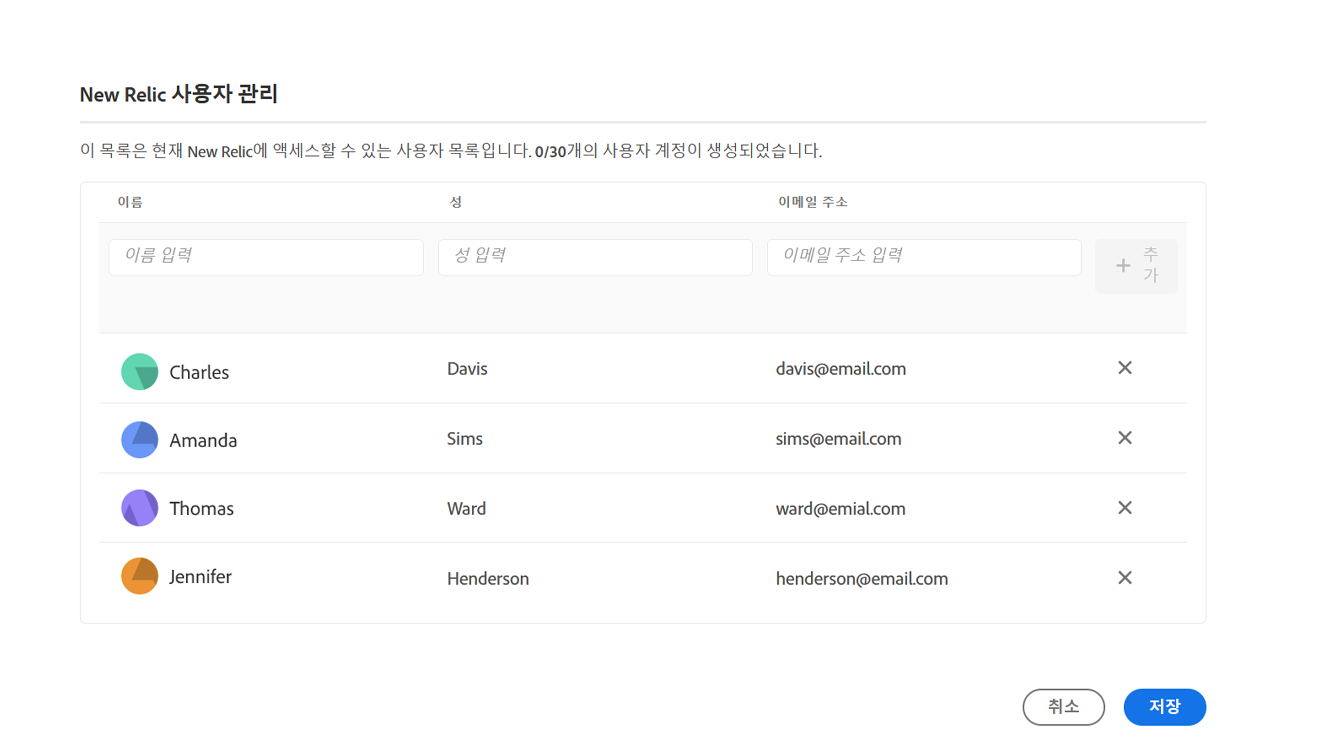 New Relic 사용자 관리
이 목록은 현재 New Relic에 액세스할 수 있는 사용자 목록입니다. 0/30개의 사용자 계정이 생성되었습니다.
이름 성 이메일 주소
이름 입력 성 입력 이메일 주소 입력 + 추
가
Charles Davis davis@email.com
Amanda Sims sims@email.com
Thomas Ward ward@emial.com
Jennifer Henderson henderson@email.com
취소 저장